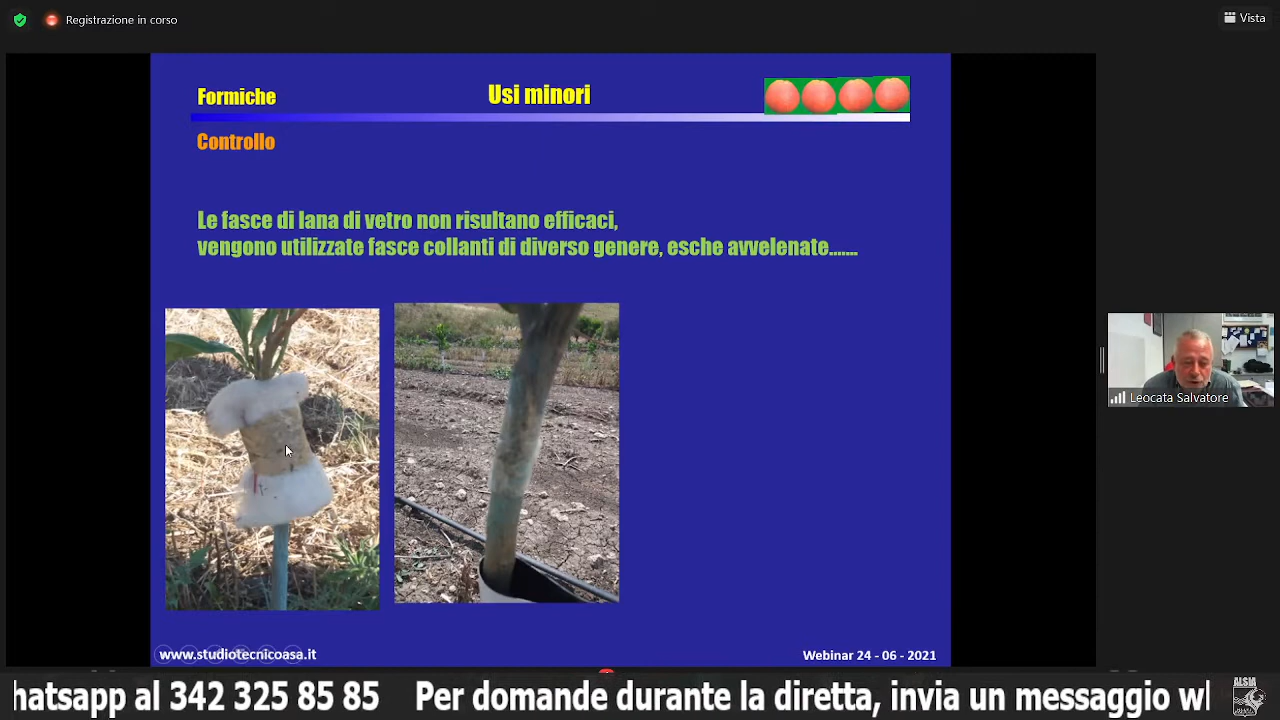 Registrazione in corso
Vista
Formiche
Usi minori
Controllo
Le fasce di lana di vetro non risultano efficaci,
vengono utilizzate fasce collanti di diverso genere, esche avvelenate.......
Leocata Salvatore
www.studiotecnicoasa.it
Webinar 24 - 06 - 2021
hatsapp al 342 325 85 85 Per domande durante la diretta, invia un messaggio wl